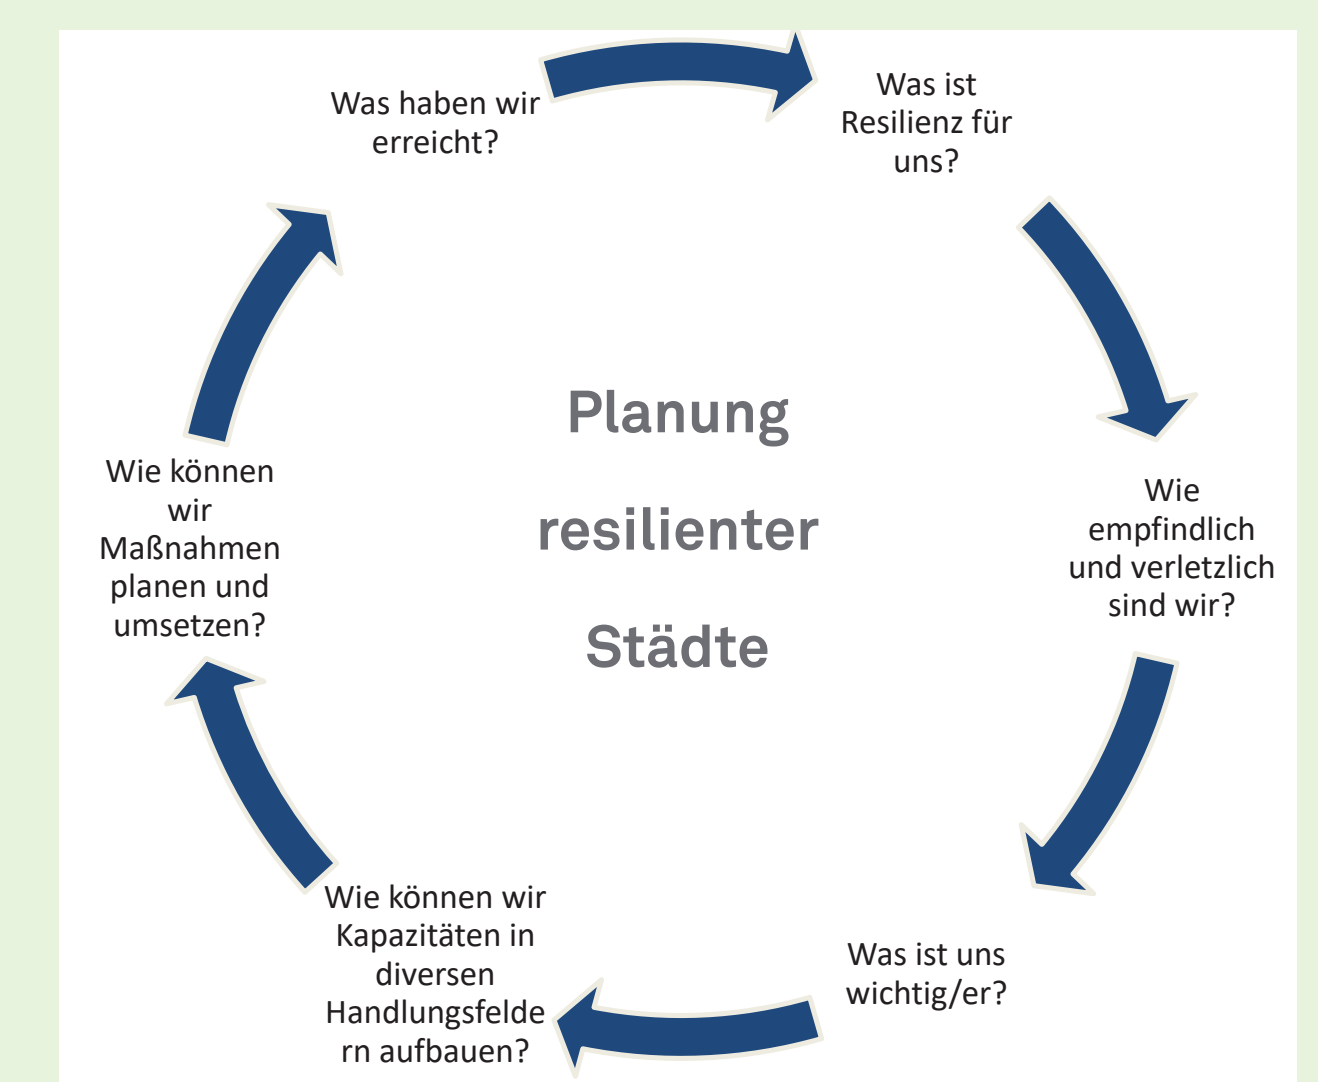 Was haben wir
erreicht?
Was ist
Resilienz für
uns?
Wie
empfindlich
und verletzlich
sind wir?
Was ist uns
wichtig/er?
Wie können wir
Kapazitäten in
diversen
Handlungsfelde
rn aufbauen?
Wie können
wir
Maßnahmen
planen und
umsetzen?
Planung
resilienter
Städte